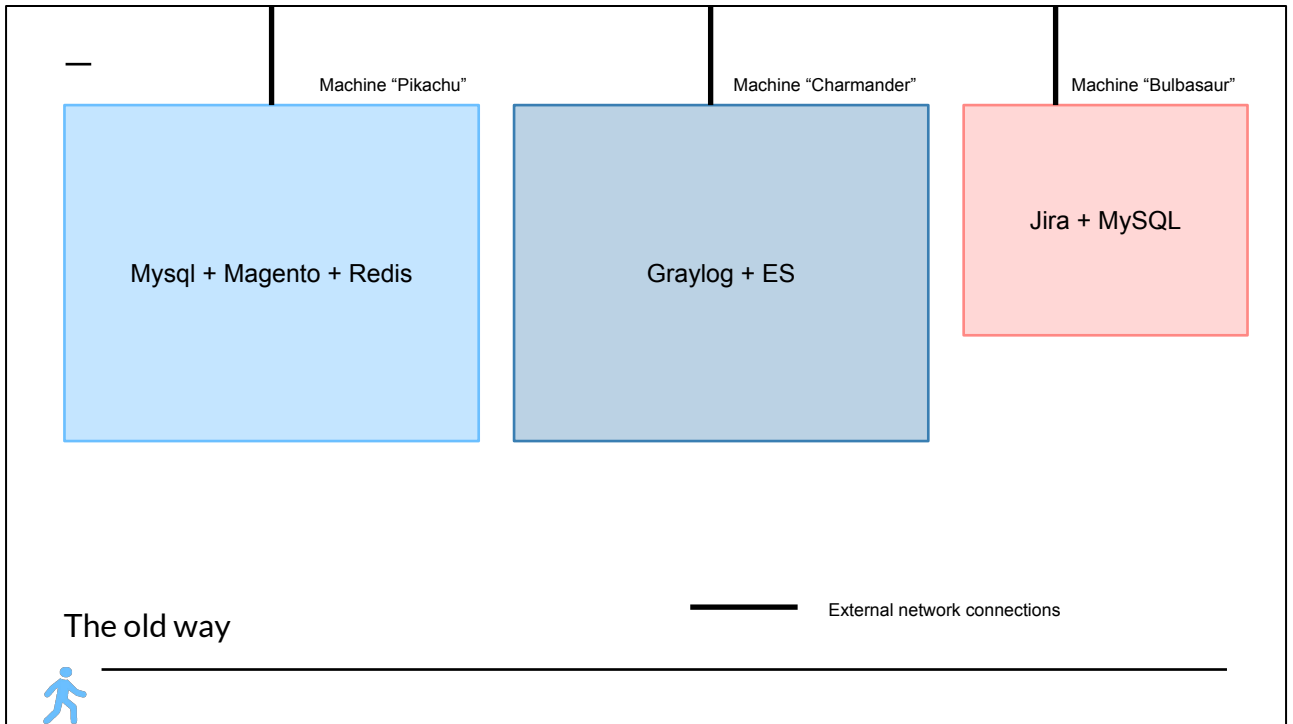 Machine “Pikachu”
Machine “Charmander”
Machine “Bulbasaur”
Mysql + Magento + Redis
Graylog + ES
Jira + MySQL
External network connections
The old way